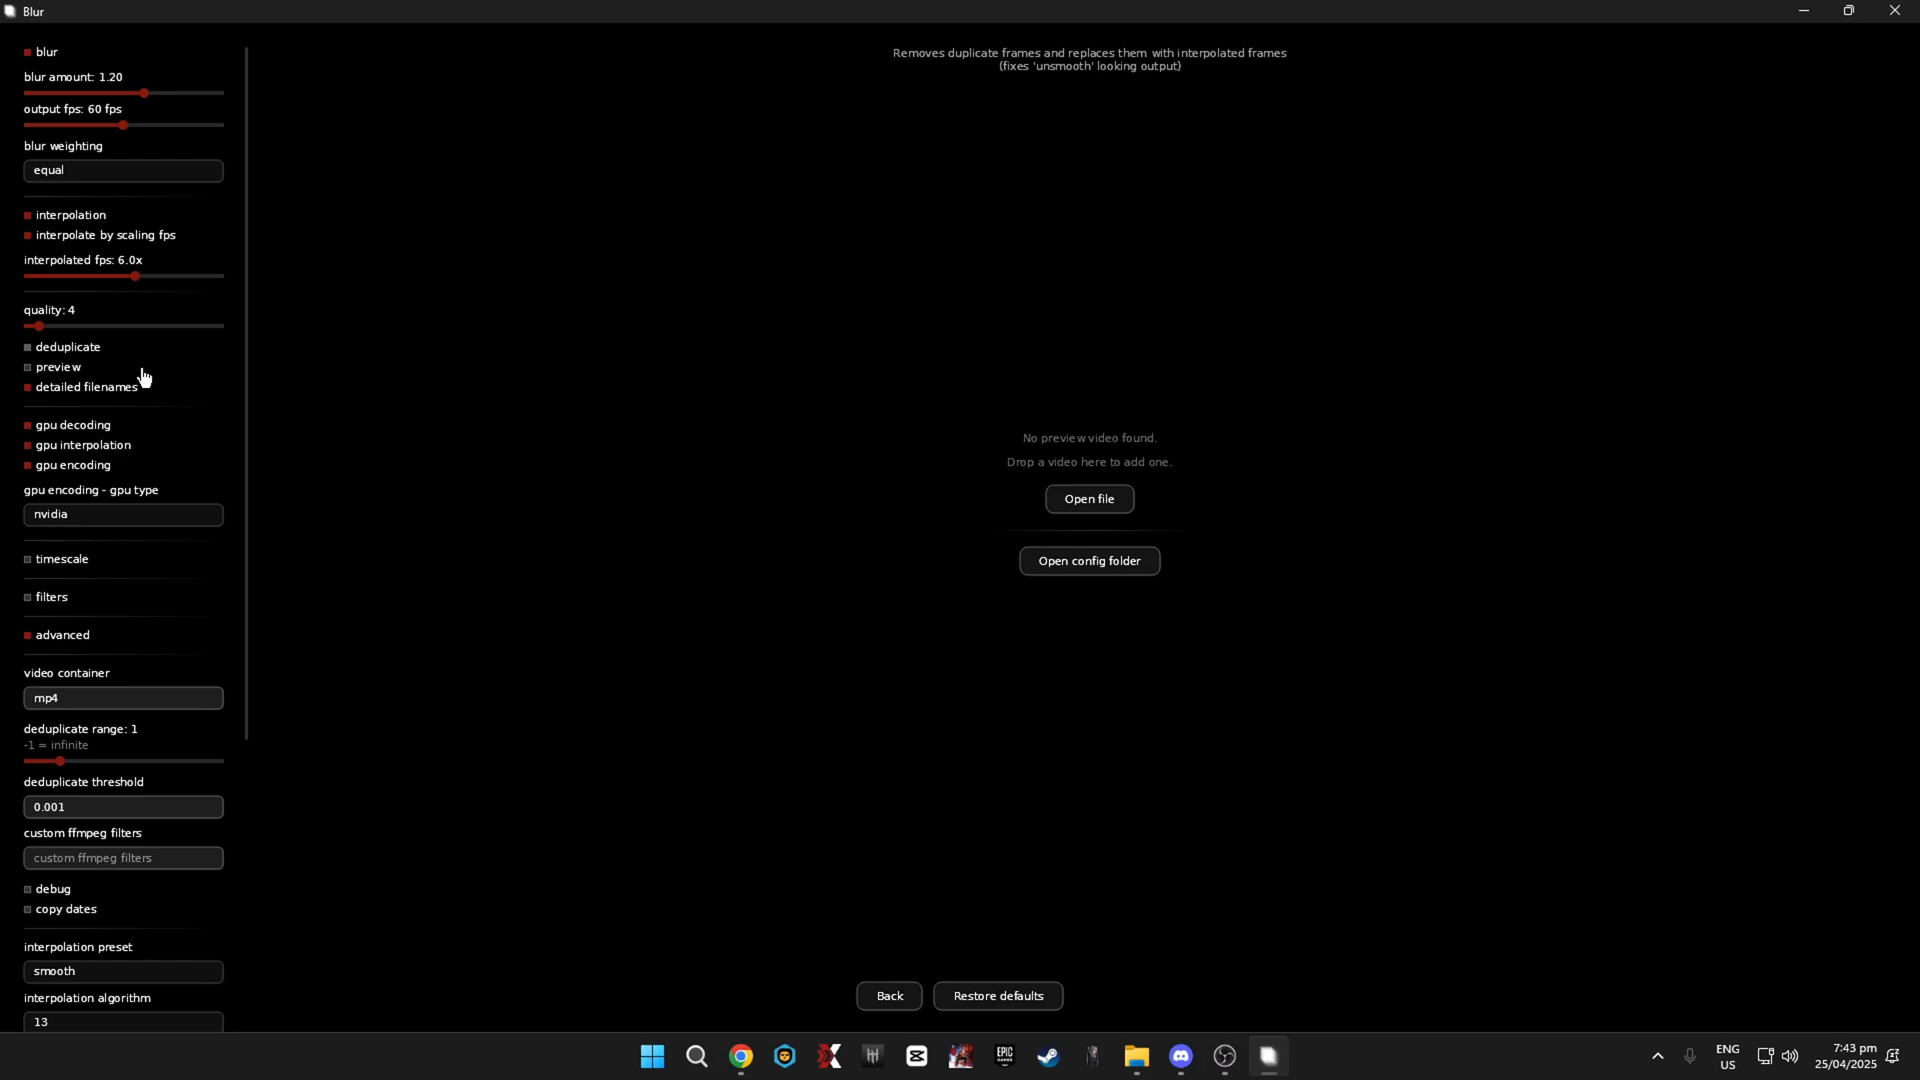 Blur
blur
blur amount: 1.20
output fps: 60 fps
blur weighting
equal
interpolation
interpolate by scaling fps
interpolated fps: 6.0x
quality: 4
deduplicate
preview
detailed filenames
gpu decoding
gpu interpolation
gpu encoding
gpu encoding - gpu type
nvidia
timescale
filters
advanced
video container
mp4
deduplicate range: 1
-1 = infinite
deduplicate threshold
0.001
custom ffmpeg filters
custom ffmpeg filters
debug
copy dates
interpolation preset
smooth
interpolation algorithm
13
Removes duplicate frames and replaces them with interpolated frames
(fixes 'unsmooth' looking output)
No preview video found.
Drop a video here to add one.
Open file
Open config folder
Back
Restore defaults
EPIC
GAMES
ENG
US
7:43 pm
25/04/2025